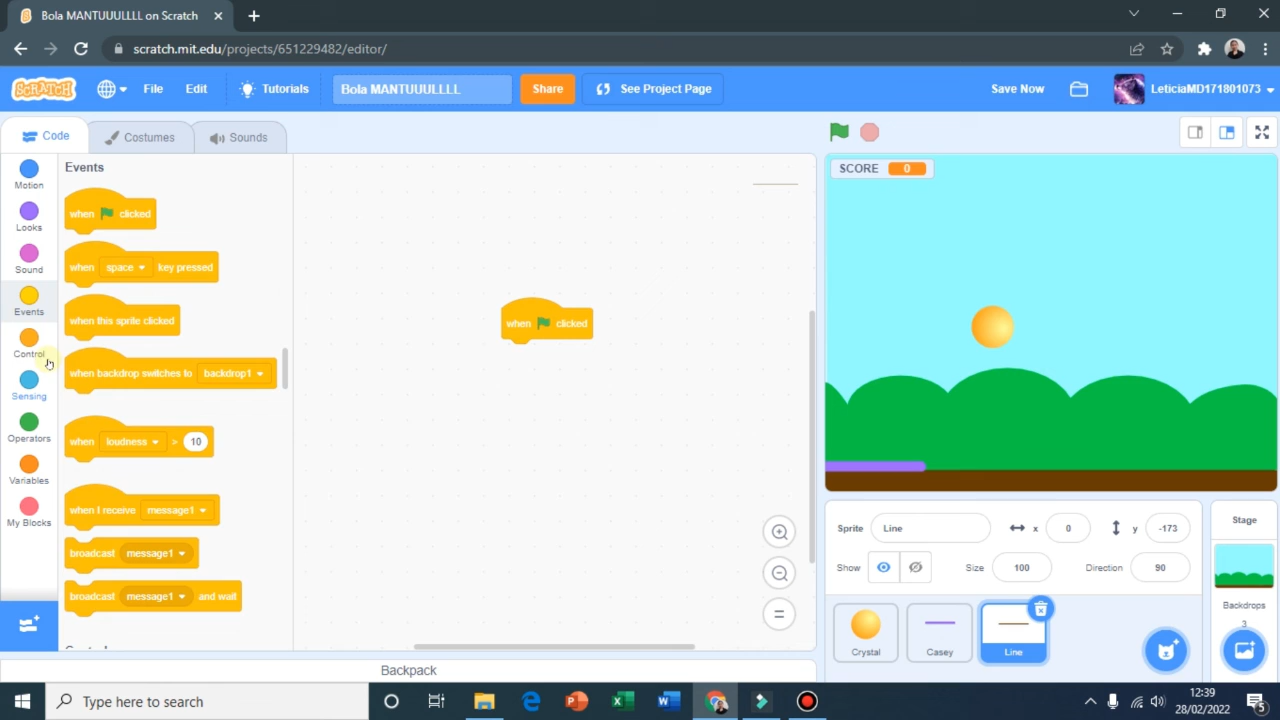 Bola MANTUUULLLL on Scratch
scratch.mit.edu/projects/651229482/editor/
SCRATCH
File
Edit
Tutorials
Bola MANTUUULLLL
Share
See Project Page
Save Now
LeticiaMD171801073
Code
Costumes
Sounds
Motion
Looks
Sound
Events
Control
Sensing
Operators
Variables
My Blocks
Events
when clicked
when space key pressed
when this sprite clicked
when backdrop switches to backdrop1
when loudness > 10
when I receive message1
broadcast message1
broadcast message1 and wait
when clicked
SCORE 0
Sprite Line x 0 y -173
Show Size 100 Direction 90
Crystal
Casey
Line
Stage
Backdrops
3
Backpack
Type here to search
12:39
28/02/2022
5